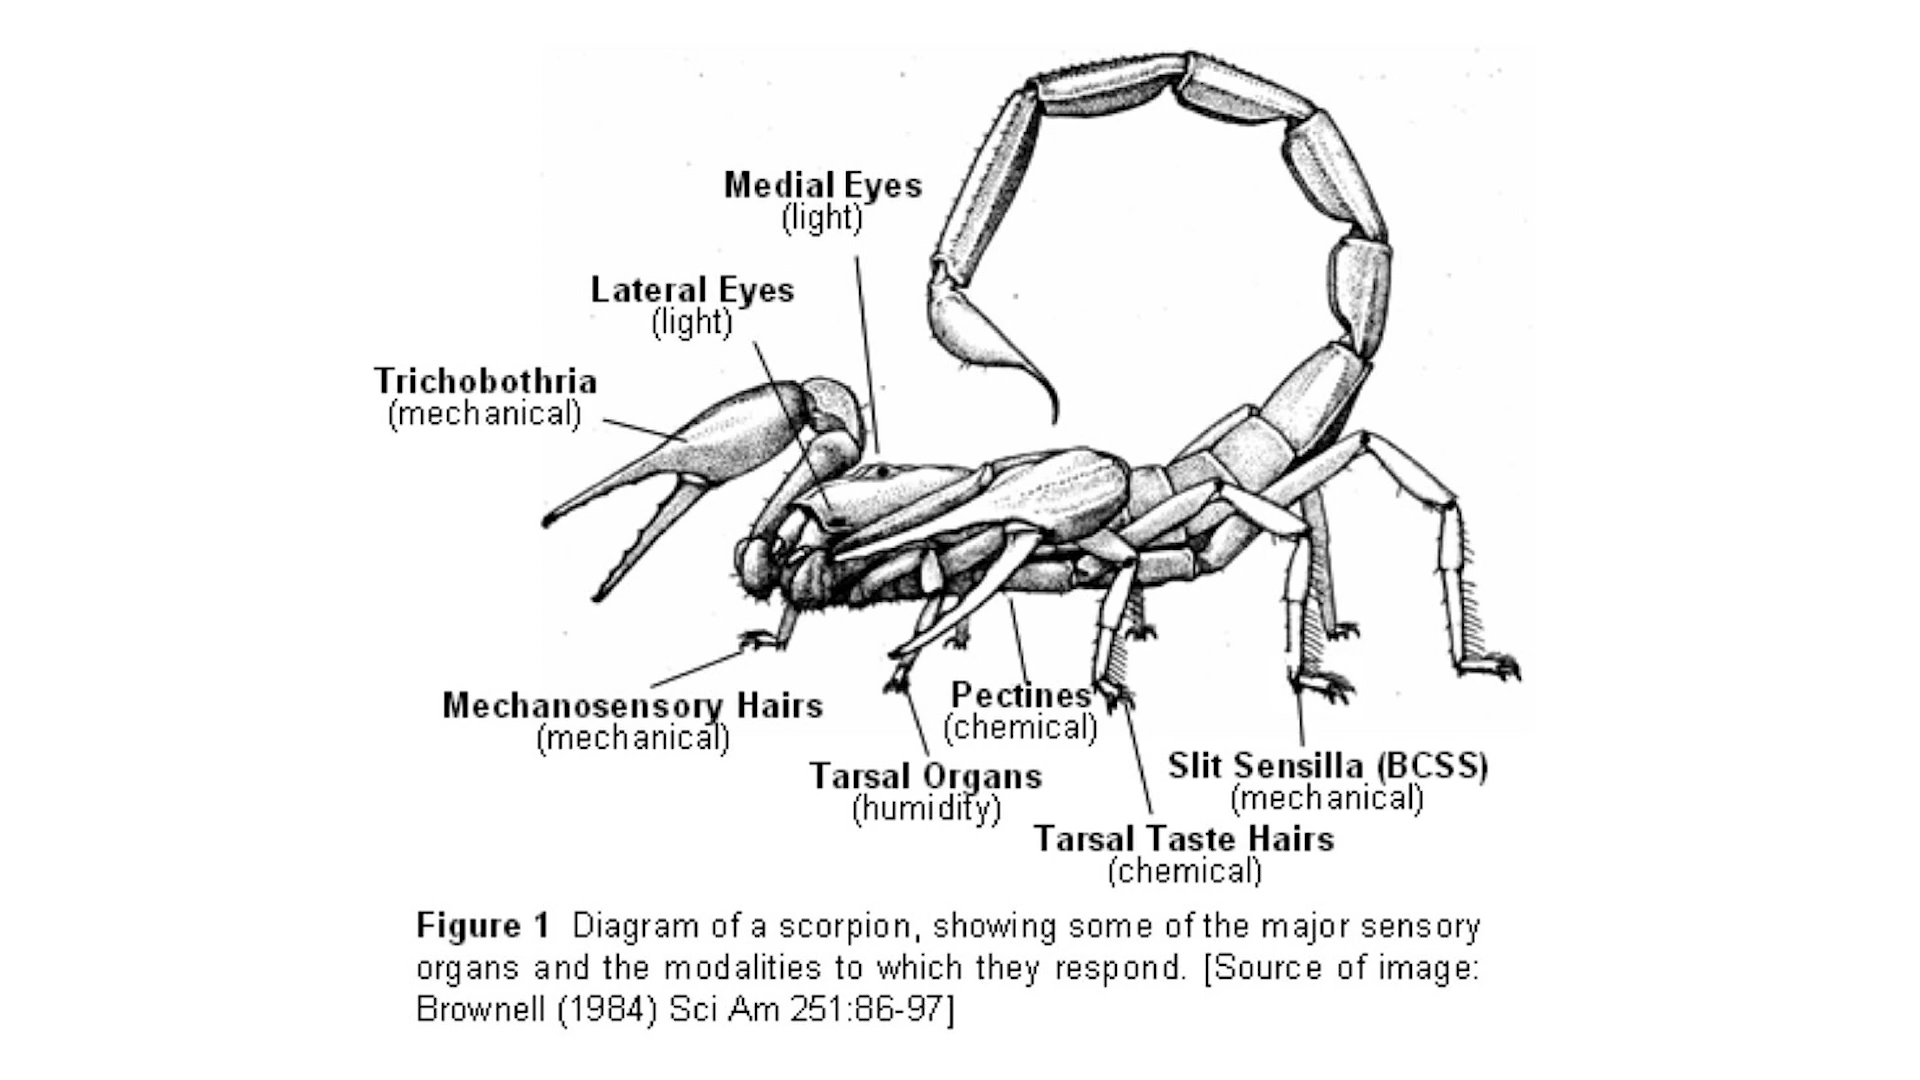 Medial Eyes
(light)
Lateral Eyes
(light)
Trichobothria
(mechanical)
Mechanosensory Hairs
(mechanical)
Pectines
(chemical)
Tarsal Organs
(humidity)
Slit Sensilla (BCSS)
(mechanical)
Tarsal Taste Hairs
(chemical)
Figure 1 Diagram of a scorpion, showing some of the major sensory
organs and the modalities to which they respond. [Source of image:
Brownell (1984) Sci Am 251:86-97]